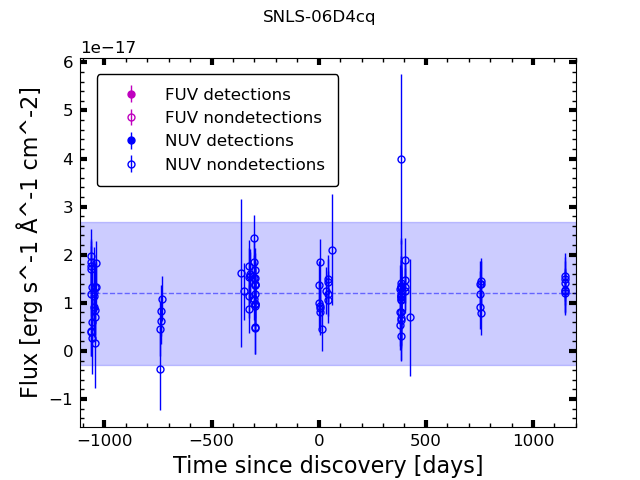 SNLS-06D4cq
1e−17
6
5
4
3
2
1
0
−1
FUV detections
FUV nondetections
NUV detections
NUV nondetections
Flux [erg s^-1 Å^-1 cm^-2]
−1000
−500
0
500
1000
Time since discovery [days]